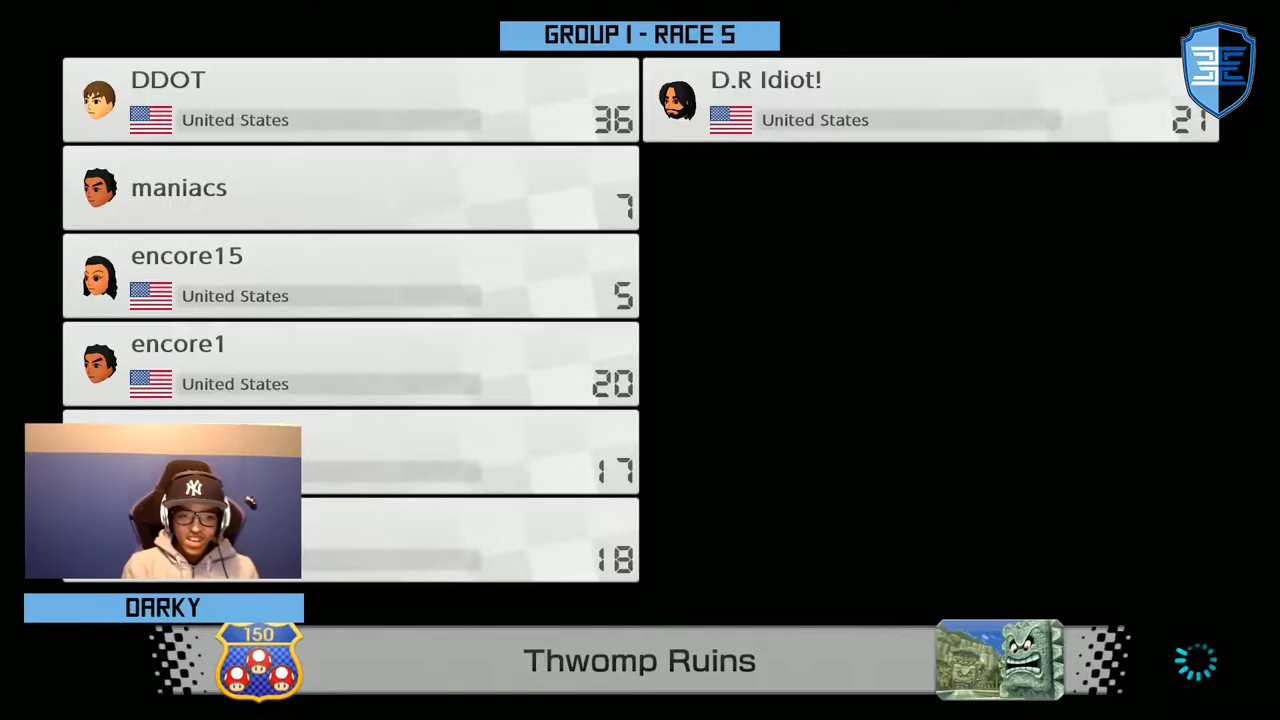 GROUP 1 - RACE 5
DDOT
United States
36
D.R Idiot!
United States
21
maniacs
7
encore15
United States
5
encore1
United States
20
17
18
NY
DARKY
150
Thwomp Ruins